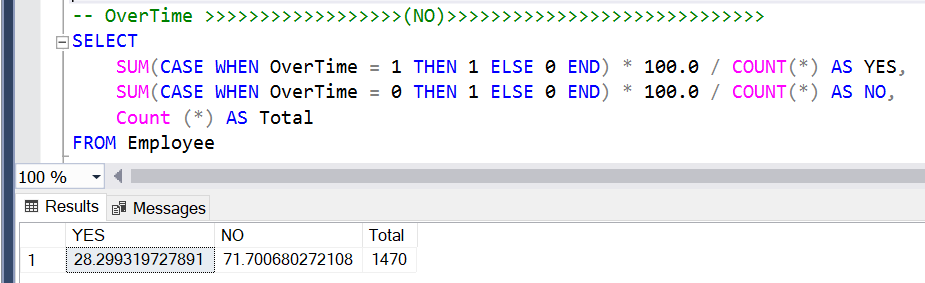 -- OverTime >>>>>>>>>>>>>>>>>>(NO)>>>>>>>>>>>>>>>>>>>>>>>>>>>>>
SELECT
SUM(CASE WHEN OverTime = 1 THEN 1 ELSE 0 END) * 100.0 / COUNT(*) AS YES,
SUM(CASE WHEN OverTime = 0 THEN 1 ELSE 0 END) * 100.0 / COUNT(*) AS NO,
Count (*) AS Total
FROM Employee
100 %
Results Messages
YES NO Total
1 28.299319727891 71.700680272108 1470